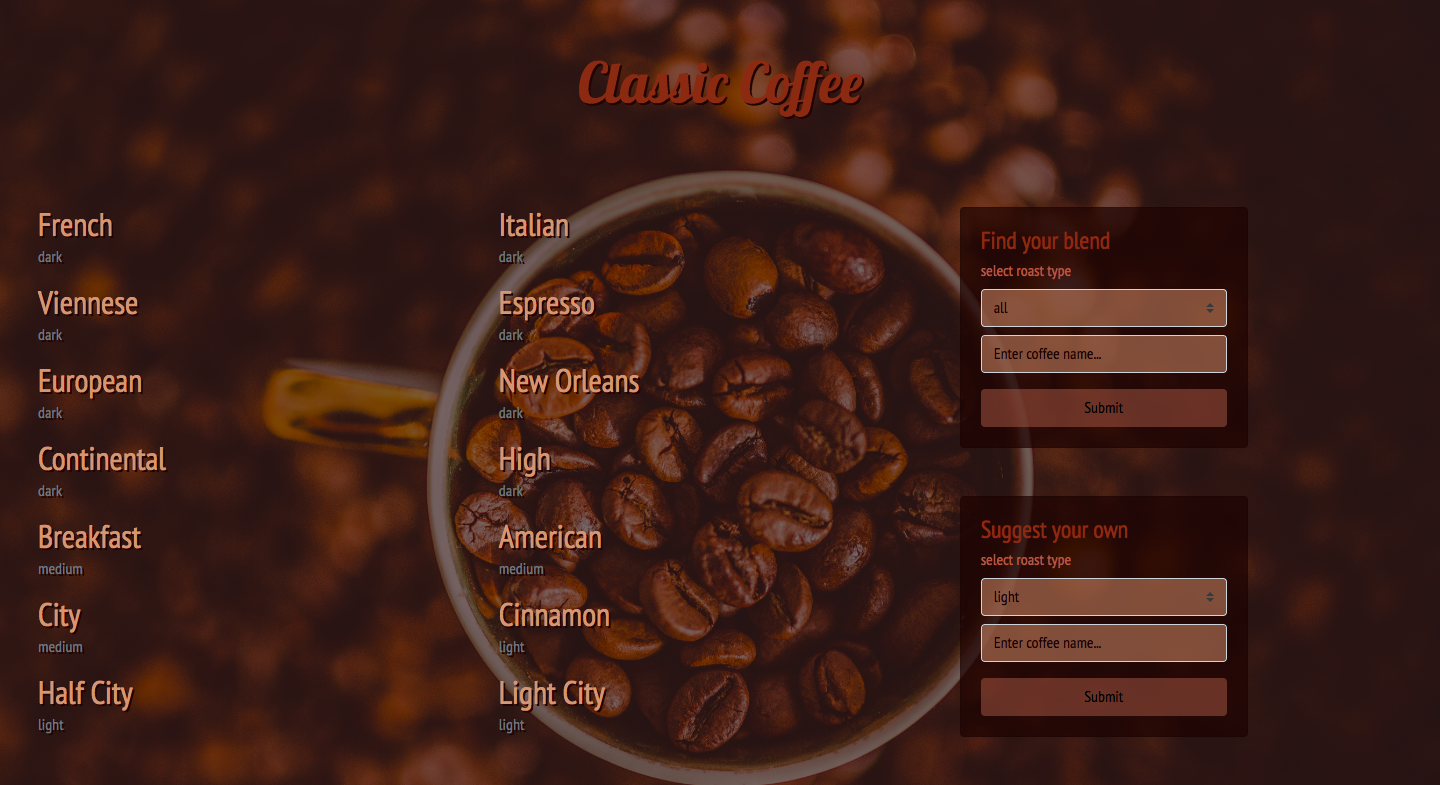 Classic Coffee
French
dark
Viennese
dark
European
dark
Continental
dark
Breakfast
medium
City
medium
Half City
light
Italian
dark
Espresso
dark
New Orleans
dark
High
dark
American
medium
Cinnamon
light
Light City
light
Find your blend
select roast type
all
Enter coffee name...
Submit
Suggest your own
select roast type
light
Enter coffee name...
Submit